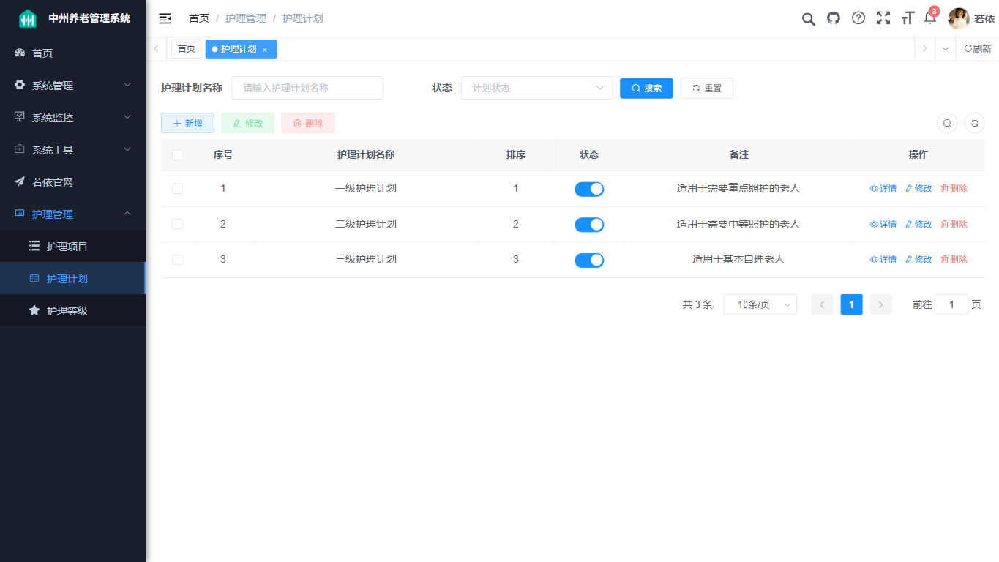 中州养老管理系统
首页 / 护理管理 / 护理计划
3
若依
首页
护理计划 ×
刷新
首页
系统管理
系统监控
系统工具
若依官网
护理管理
护理项目
护理计划
护理等级
护理计划名称 请输入护理计划名称 状态 计划状态 搜索 重置
新增 修改 删除
序号 护理计划名称 排序 状态 备注 操作
1 一级护理计划 1 适用于需要重点照护的老人 详情 修改 删除
2 二级护理计划 2 适用于需要中等照护的老人 详情 修改 删除
3 三级护理计划 3 适用于基本自理老人 详情 修改 删除
共 3 条 10条/页 1 前往 1 页